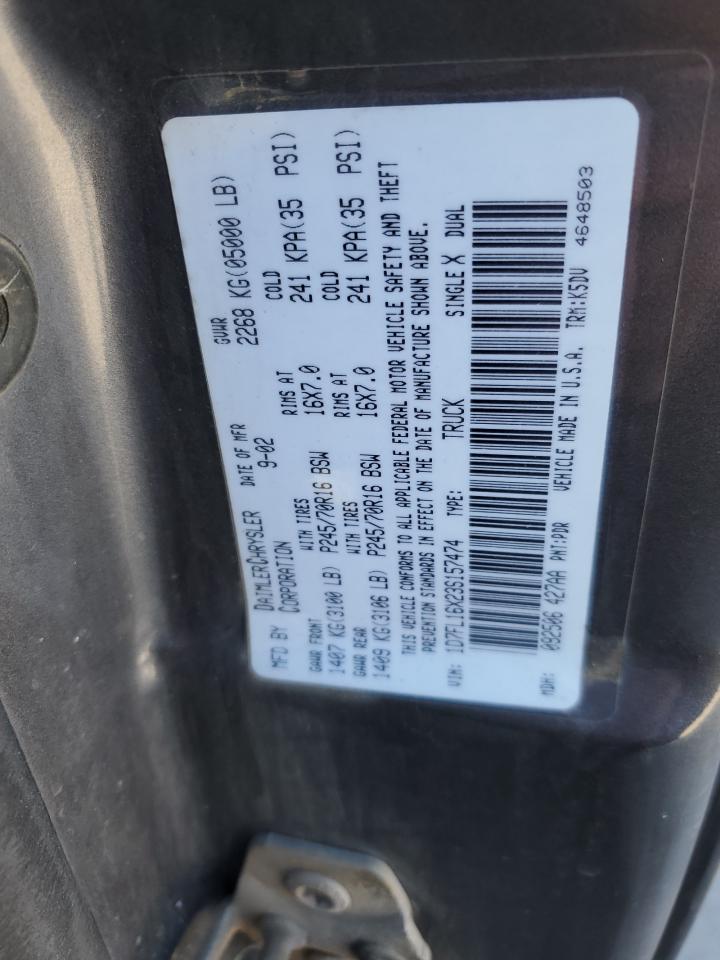 MFD BY DAIMLERCHRYSLER CORPORATION DATE OF MFR 9-02 GVWR 2268 KG(05000 LB)
GAWR FRONT WITH TIRES RIMS AT COLD
1407 KG(3100 LB) P245/70R16 BSW 16X7.0 241 KPA(35 PSI)
GAWR REAR WITH TIRES RIMS AT COLD
1409 KG(3106 LB) P245/70R16 BSW 16X7.0 241 KPA(35 PSI)
THIS VEHICLE CONFORMS TO ALL APPLICABLE FEDERAL MOTOR VEHICLE SAFETY AND THEFT
PREVENTION STANDARDS IN EFFECT ON THE DATE OF MANUFACTURE SHOWN ABOVE.
VIN: 1D7FL16X23S157474 TYPE: TRUCK SINGLE X DUAL
MDH: 092506 427AA PNT:PDR VEHICLE MADE IN U.S.A. TRM:K5DV 4648503